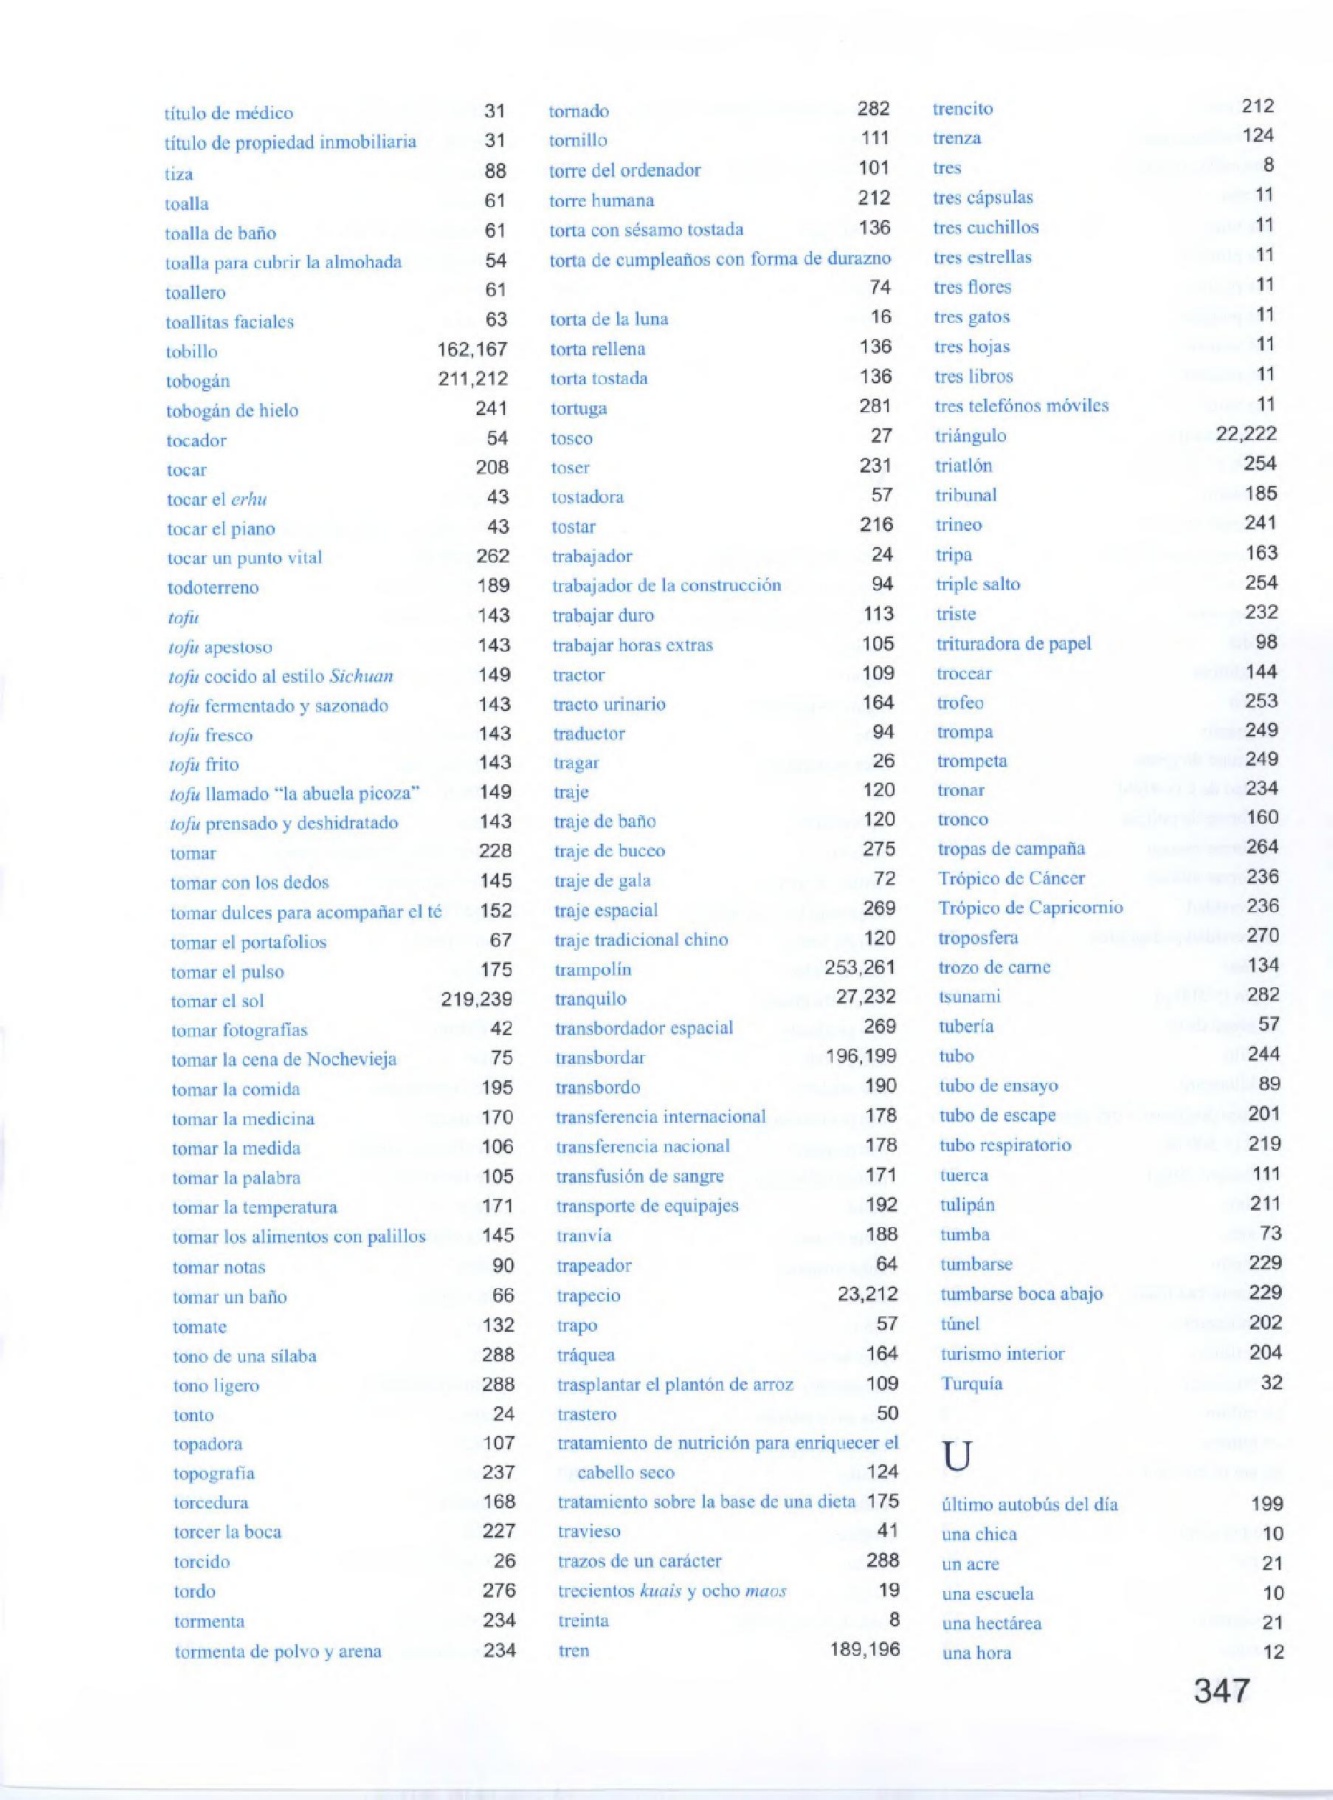 título de médico 31
título de propiedad inmobiliaria 31
tiza 88
toalla 61
toalla de baño 61
toalla para cubrir la almohada 54
toallero 61
toallitas faciales 63
tobillo 162,167
tobogán 211,212
tobogán de hielo 241
tocador 54
tocar 208
tocar el erhu 43
tocar el piano 43
tocar un punto vital 262
todoterreno 189
tofu 143
tofu apestoso 143
tofu cocido al estilo Sichuan 149
tofu fermentado y sazonado 143
tofu fresco 143
tofu frito 143
tofu llamado “la abuela picoza” 149
tofu prensado y deshidratado 143
tomar 228
tomar con los dedos 145
tomar dulces para acompañar el té 152
tomar el portafolios 67
tomar el pulso 175
tomar el sol 219,239
tomar fotografías 42
tomar la cena de Nochevieja 75
tomar la comida 195
tomar la medicina 170
tomar la medida 106
tomar la palabra 105
tomar la temperatura 171
tomar los alimentos con palillos 145
tomar notas 90
tomar un baño 66
tomate 132
tono de una sílaba 288
tono ligero 288
tonto 24
topadora 107
topografía 237
torcedura 168
torcer la boca 227
torcido 26
tordo 276
tormenta 234
tormenta de polvo y arena 234
tornado 282
tornillo 111
torre del ordenador 101
torre humana 212
torta con sésamo tostada 136
torta de cumpleaños con forma de durazno
74
torta de la luna 16
torta rellena 136
torta tostada 136
tortuga 281
tosco 27
toser 231
tostadora 57
tostar 216
trabajador 24
trabajador de la construcción 94
trabajar duro 113
trabajar horas extras 105
tractor 109
tracto urinario 164
traductor 94
tragar 26
traje 120
traje de baño 120
traje de buceo 275
traje de gala 72
traje espacial 269
traje tradicional chino 120
trampolín 253,261
tranquilo 27,232
transbordador espacial 269
transbordar 196,199
transbordo 190
transferencia internacional 178
transferencia nacional 178
transfusión de sangre 171
transporte de equipajes 192
tranvía 188
trapeador 64
trapecio 23,212
trapo 57
tráquea 164
trasplantar el plantón de arroz 109
trastero 50
tratamiento de nutrición para enriquecer el
cabello seco 124
tratamiento sobre la base de una dieta 175
travieso 41
trazos de un carácter 288
trecientos kuais y ocho maos 19
treinta 8
tren 189,196
trencito 212
trenza 124
tres 8
tres cápsulas 11
tres cuchillos 11
tres estrellas 11
tres flores 11
tres gatos 11
tres hojas 11
tres libros 11
tres telefónos móviles 11
triángulo 22,222
triatlón 254
tribunal 185
trineo 241
tripa 163
triple salto 254
triste 232
trituradora de papel 98
trocear 144
trofeo 253
trompa 249
trompeta 249
tronar 234
tronco 160
tropas de campaña 264
Trópico de Cáncer 236
Trópico de Capricornio 236
troposfera 270
trozo de carne 134
tsunami 282
tubería 57
tubo 244
tubo de ensayo 89
tubo de escape 201
tubo respiratorio 219
tuerca 111
tulipán 211
tumba 73
tumbarse 229
tumbarse boca abajo 229
túnel 202
turismo interior 204
Turquía 32
U
último autobús del día 199
una chica 10
un acre 21
una escuela 10
una hectárea 21
una hora 12
347